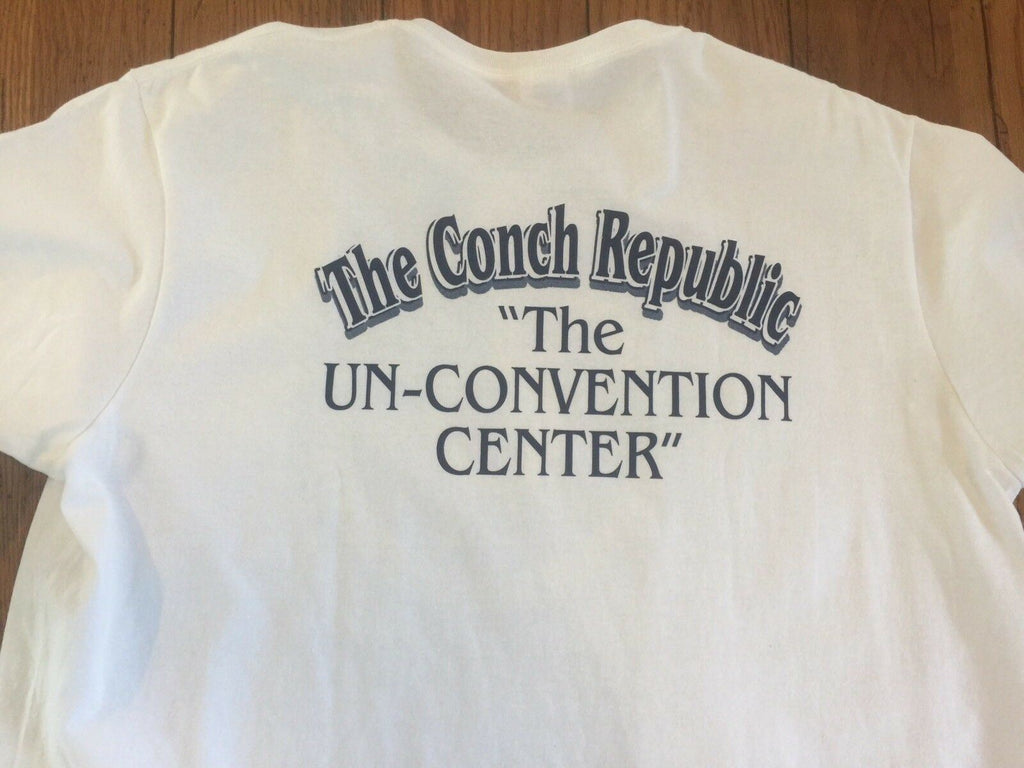 The Conch Republic
"The
UN-CONVENTION
CENTER"